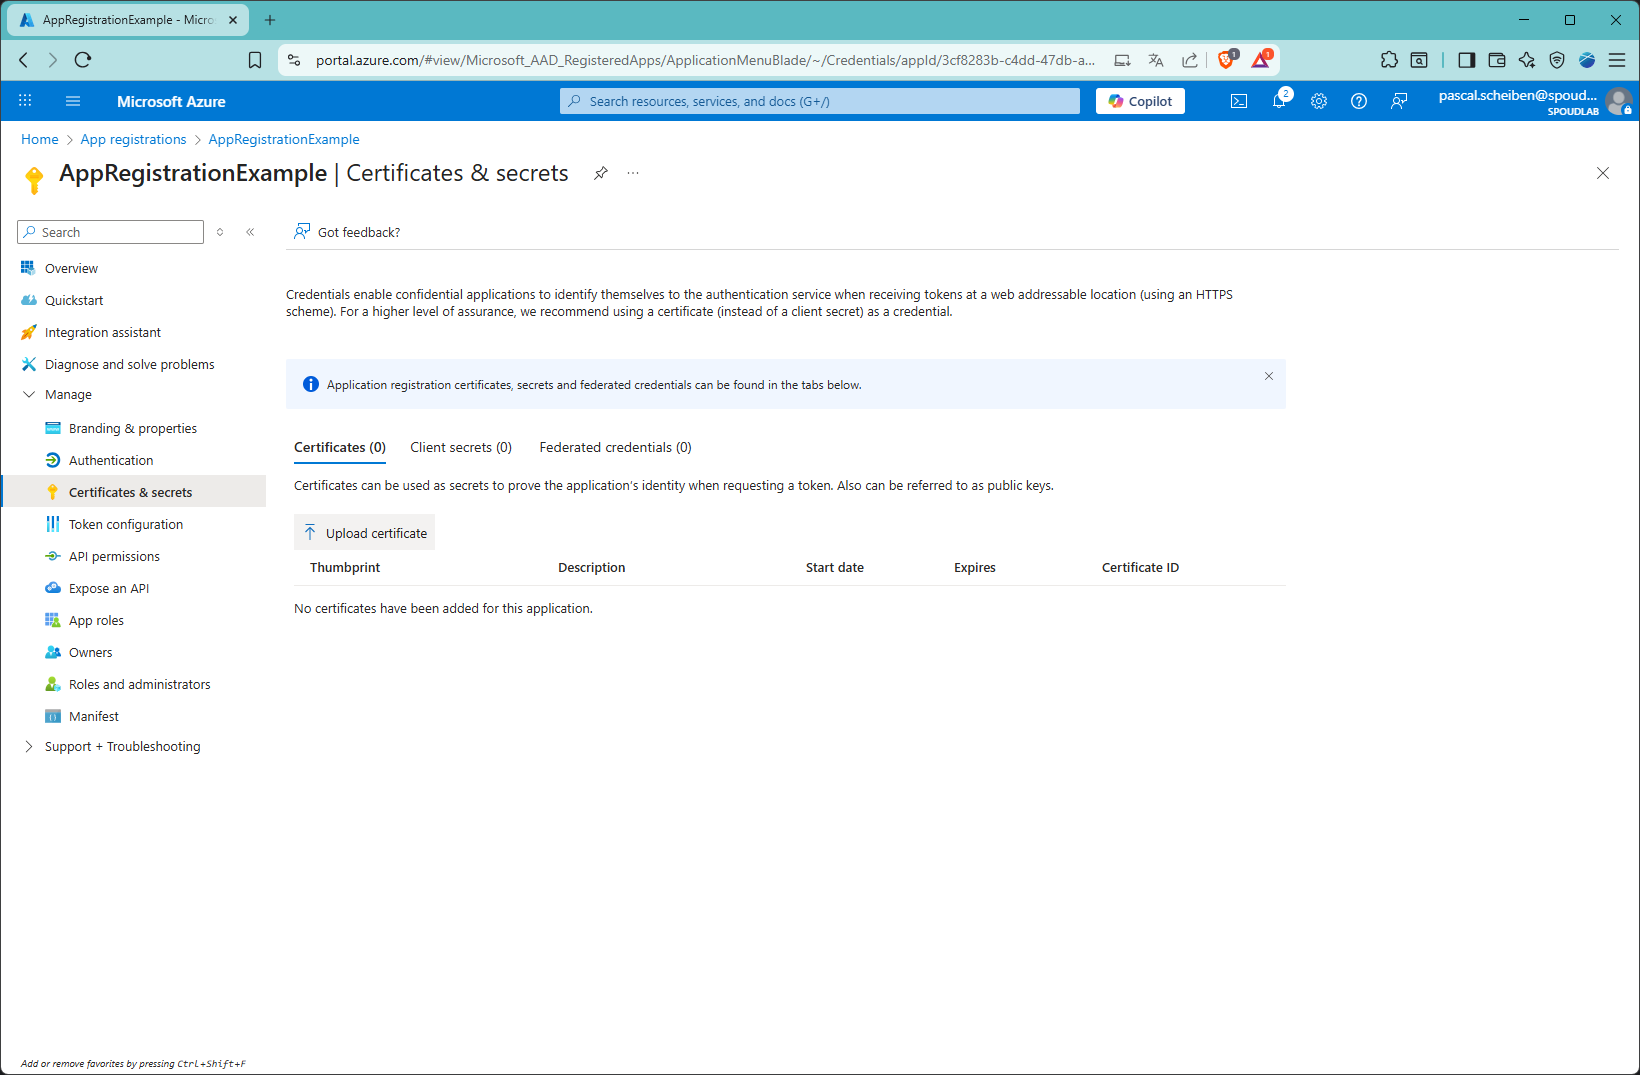 AppRegistrationExample - Micro
portal.azure.com/#view/Microsoft_AAD_RegisteredApps/ApplicationMenuBlade/~/Credentials/appId/3cf8283b-c4dd-47db-a...
1
1
Microsoft Azure
Search resources, services, and docs (G+/)
Copilot
2
pascal.scheiben@spoud...
SPOUDLAB
Home > App registrations > AppRegistrationExample
AppRegistrationExample | Certificates & secrets
Search
Got feedback?
Overview
Quickstart
Integration assistant
Diagnose and solve problems
Manage
Branding & properties
Authentication
Certificates & secrets
Token configuration
API permissions
Expose an API
App roles
Owners
Roles and administrators
Manifest
Support + Troubleshooting
Credentials enable confidential applications to identify themselves to the authentication service when receiving tokens at a web addressable location (using an HTTPS
scheme). For a higher level of assurance, we recommend using a certificate (instead of a client secret) as a credential.
Application registration certificates, secrets and federated credentials can be found in the tabs below.
Certificates (0) Client secrets (0) Federated credentials (0)
Certificates can be used as secrets to prove the application's identity when requesting a token. Also can be referred to as public keys.
Upload certificate
Thumbprint Description Start date Expires Certificate ID
No certificates have been added for this application.
Add or remove favorites by pressing Ctrl+Shift+F